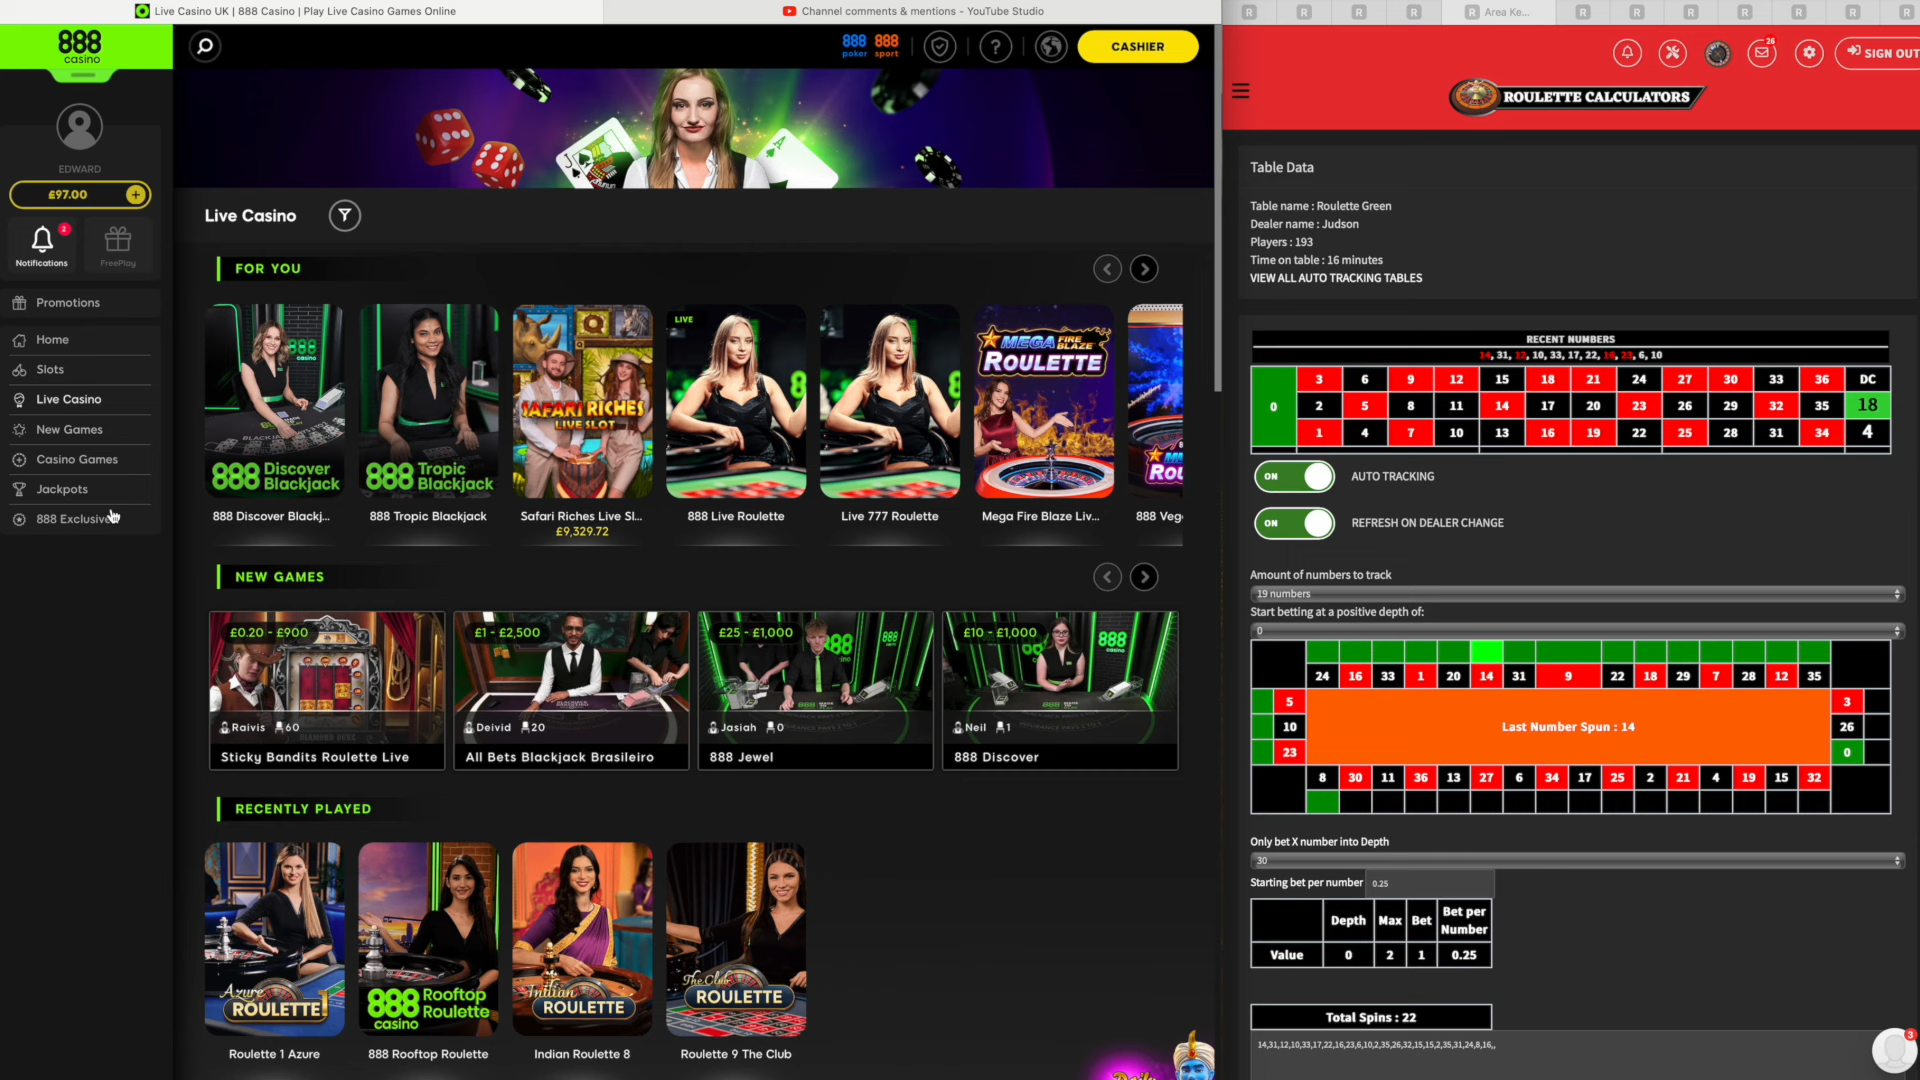 Live Casino UK | 888 Casino | Play Live Casino Games Online
Channel comments & mentions - YouTube Studio
Area Ke...
888
casino
888
poker
888
sport
CASHIER
SIGN OUT
26
ROULETTE CALCULATORS
EDWARD
£97.00
2
Notifications
FreePlay
Promotions
Home
Slots
Live Casino
New Games
Casino Games
Jackpots
888 Exclusive
Live Casino
FOR YOU
888 Discover
Blackjack
888 Tropic
Blackjack
SAFARI RICHES
LIVE SLOT
LIVE
MEGA FIRE BLAZE
ROULETTE
888 Discover Blackj...
888 Tropic Blackjack
Safari Riches Live Sl...
£9,329.72
888 Live Roulette
Live 777 Roulette
Mega Fire Blaze Liv...
888 Veg
NEW GAMES
£0.20 - £900
£1 - £2,500
£25 - £1,000
£10 - £1,000
Raivis 60
Deivid 20
Jasiah 0
Neil 1
Sticky Bandits Roulette Live
All Bets Blackjack Brasileiro
888 Jewel
888 Discover
RECENTLY PLAYED
Azure
ROULETTE
888 Rooftop
casino Roulette
Indian
ROULETTE
The Club
ROULETTE
Roulette 1 Azure
888 Rooftop Roulette
Indian Roulette 8
Roulette 9 The Club
Table Data
Table name : Roulette Green
Dealer name : Judson
Players : 193
Time on table : 16 minutes
VIEW ALL AUTO TRACKING TABLES
RECENT NUMBERS
14, 31, 12, 10, 33, 17, 22, 16, 23, 6, 10
3 6 9 12 15 18 21 24 27 30 33 36 DC
0 2 5 8 11 14 17 20 23 26 29 32 35 18
1 4 7 10 13 16 19 22 25 28 31 34 4
ON AUTO TRACKING
ON REFRESH ON DEALER CHANGE
Amount of numbers to track
19 numbers
Start betting at a positive depth of:
0
24 16 33 1 20 14 31 9 22 18 29 7 28 12 35
5 3
10 Last Number Spun : 14 26
23 0
8 30 11 36 13 27 6 34 17 25 2 21 4 19 15 32
Only bet X number into Depth
30
Starting bet per number 0.25
Depth Max Bet Bet per Number
Value 0 2 1 0.25
Total Spins : 22
14,31,12,10,33,17,22,16,23,6,10,2,35,26,32,15,15,2,35,31,24,8,16,,
3